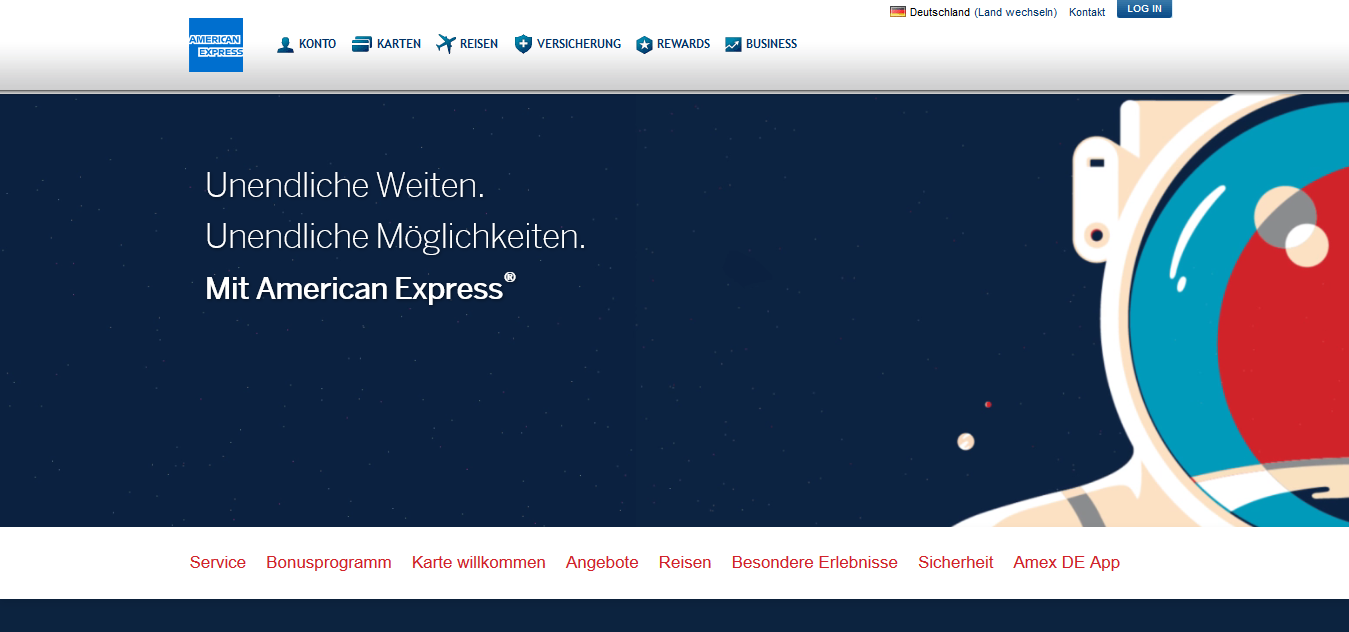 Deutschland (Land wechseln) Kontakt LOG IN
AMERICAN
EXPRESS
KONTO KARTEN REISEN VERSICHERUNG REWARDS BUSINESS
Unendliche Weiten.
Unendliche Möglichkeiten.
Mit American Express®
Service Bonusprogramm Karte willkommen Angebote Reisen Besondere Erlebnisse Sicherheit Amex DE App